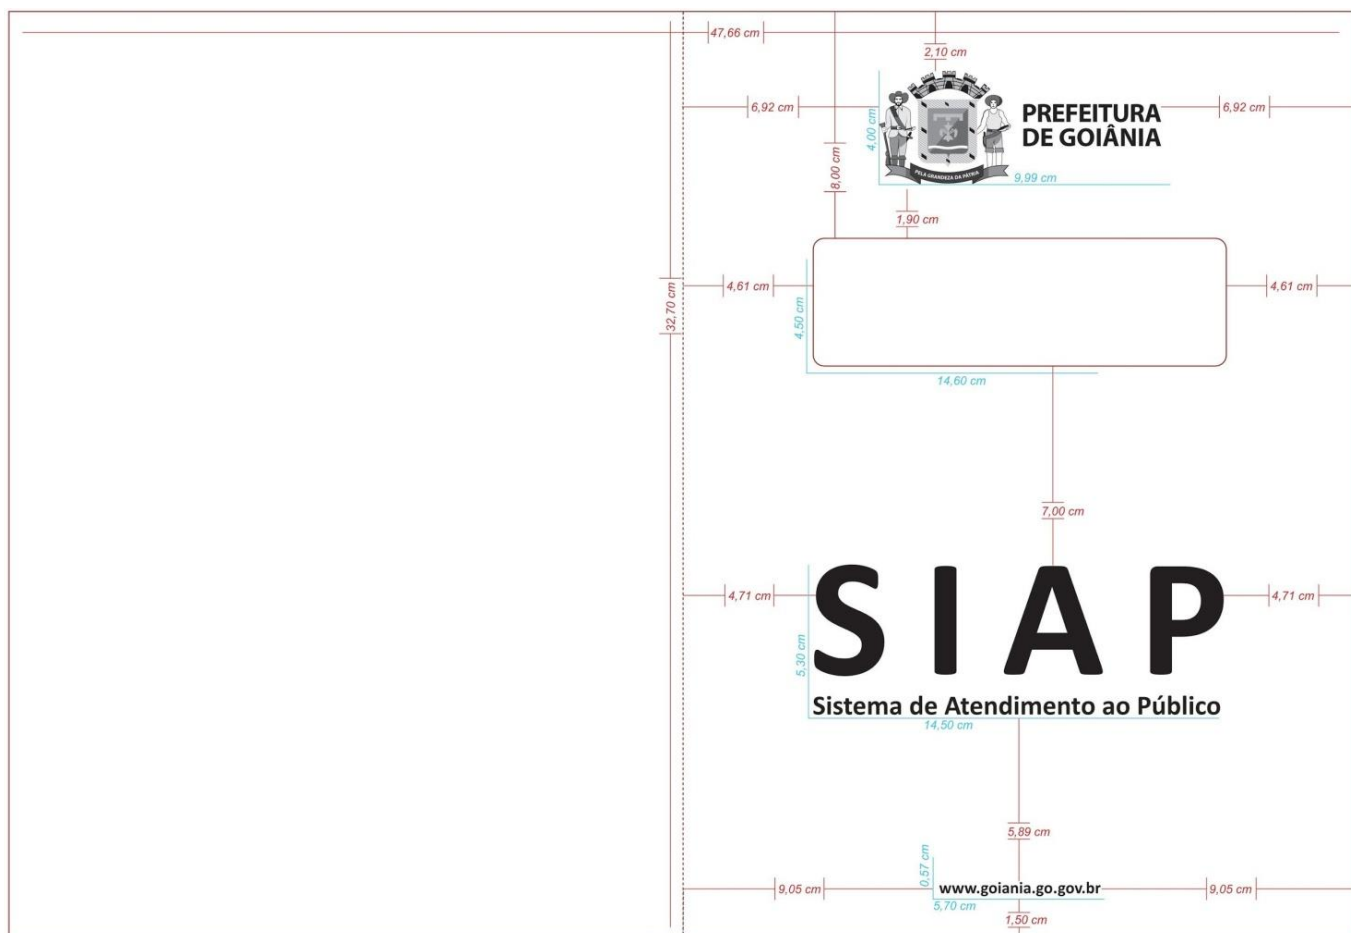 47,66 cm
2,10 cm
6,92 cm
6,92 cm
4,00 cm
PREFEITURA
DE GOIÂNIA
8,00 cm
PELA GRANDEZA DA PÁTRIA
9,99 cm
1,90 cm
4,61 cm
4,61 cm
32,70 cm
4,50 cm
14,60 cm
7,00 cm
4,71 cm
SIAP
4,71 cm
5,30 cm
Sistema de Atendimento ao Público
14,50 cm
5,89 cm
0,57 cm
9,05 cm
www.goiania.go.gov.br
9,05 cm
5,70 cm
1,50 cm